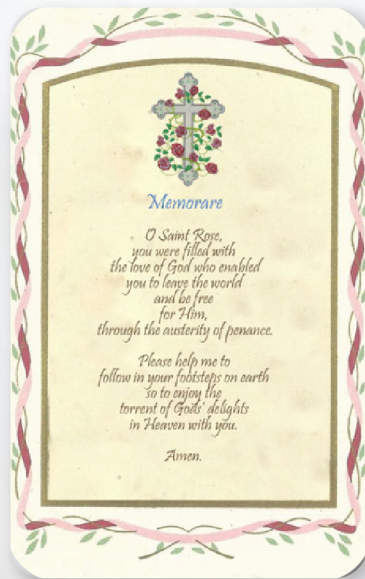 Memorare
O Saint Rose,
you were filled with
the love of God who enabled
you to leave the world
and be free
for Him,
through the austerity of penance.
Please help me to
follow in your footsteps on earth
so to enjoy the
torrent of Gods' delights
in Heaven with you.
Amen.